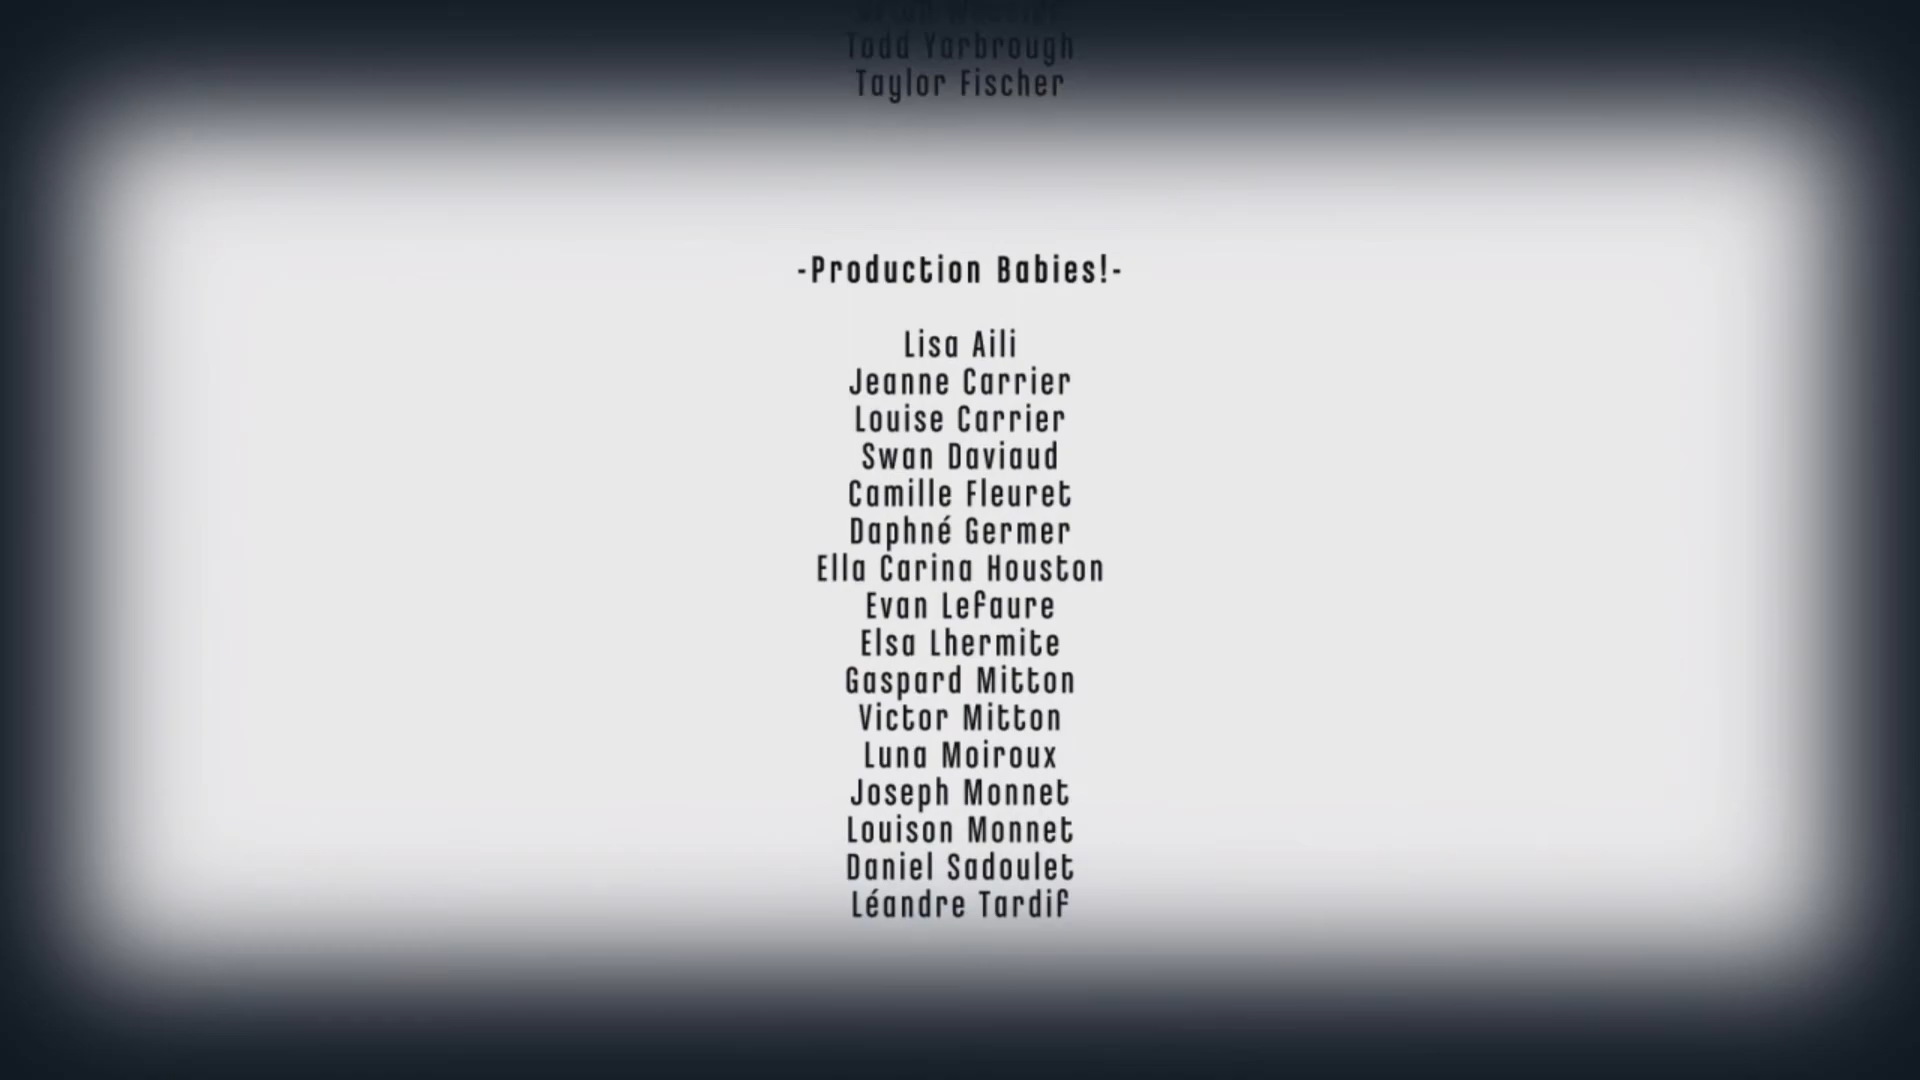 Todd Yarbrough
Taylor Fischer
-Production Babies!-
Lisa Aili
Jeanne Carrier
Louise Carrier
Swan Daviaud
Camille Fleuret
Daphné Germer
Ella Carina Houston
Evan Lefaure
Elsa Lhermite
Gaspard Mitton
Victor Mitton
Luna Moiroux
Joseph Monnet
Louison Monnet
Daniel Sadoulet
Léandre Tardif